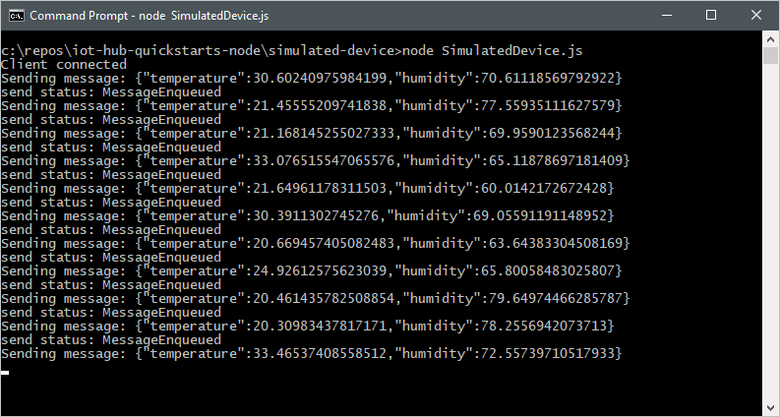 Command Prompt - node SimulatedDevice.js
c:\repos\iot-hub-quickstarts-node\simulated-device>node SimulatedDevice.js
Client connected
Sending message: {"temperature":30.60240975984199,"humidity":70.61118569792922}
send status: MessageEnqueued
Sending message: {"temperature":21.45555209741838,"humidity":77.55935111627579}
send status: MessageEnqueued
Sending message: {"temperature":21.168145255027333,"humidity":69.9590123568244}
send status: MessageEnqueued
Sending message: {"temperature":33.076515547065576,"humidity":65.11878697181409}
send status: MessageEnqueued
Sending message: {"temperature":21.64961178311503,"humidity":60.0142172672428}
send status: MessageEnqueued
Sending message: {"temperature":30.3911302745276,"humidity":69.05591191148952}
send status: MessageEnqueued
Sending message: {"temperature":20.669457405082483,"humidity":63.64383304508169}
send status: MessageEnqueued
Sending message: {"temperature":24.92612575623039,"humidity":65.80058483025807}
send status: MessageEnqueued
Sending message: {"temperature":20.461435782508854,"humidity":79.64974466285787}
send status: MessageEnqueued
Sending message: {"temperature":20.30983437817171,"humidity":78.2556942073713}
send status: MessageEnqueued
Sending message: {"temperature":33.46537408558512,"humidity":72.55739710517933}